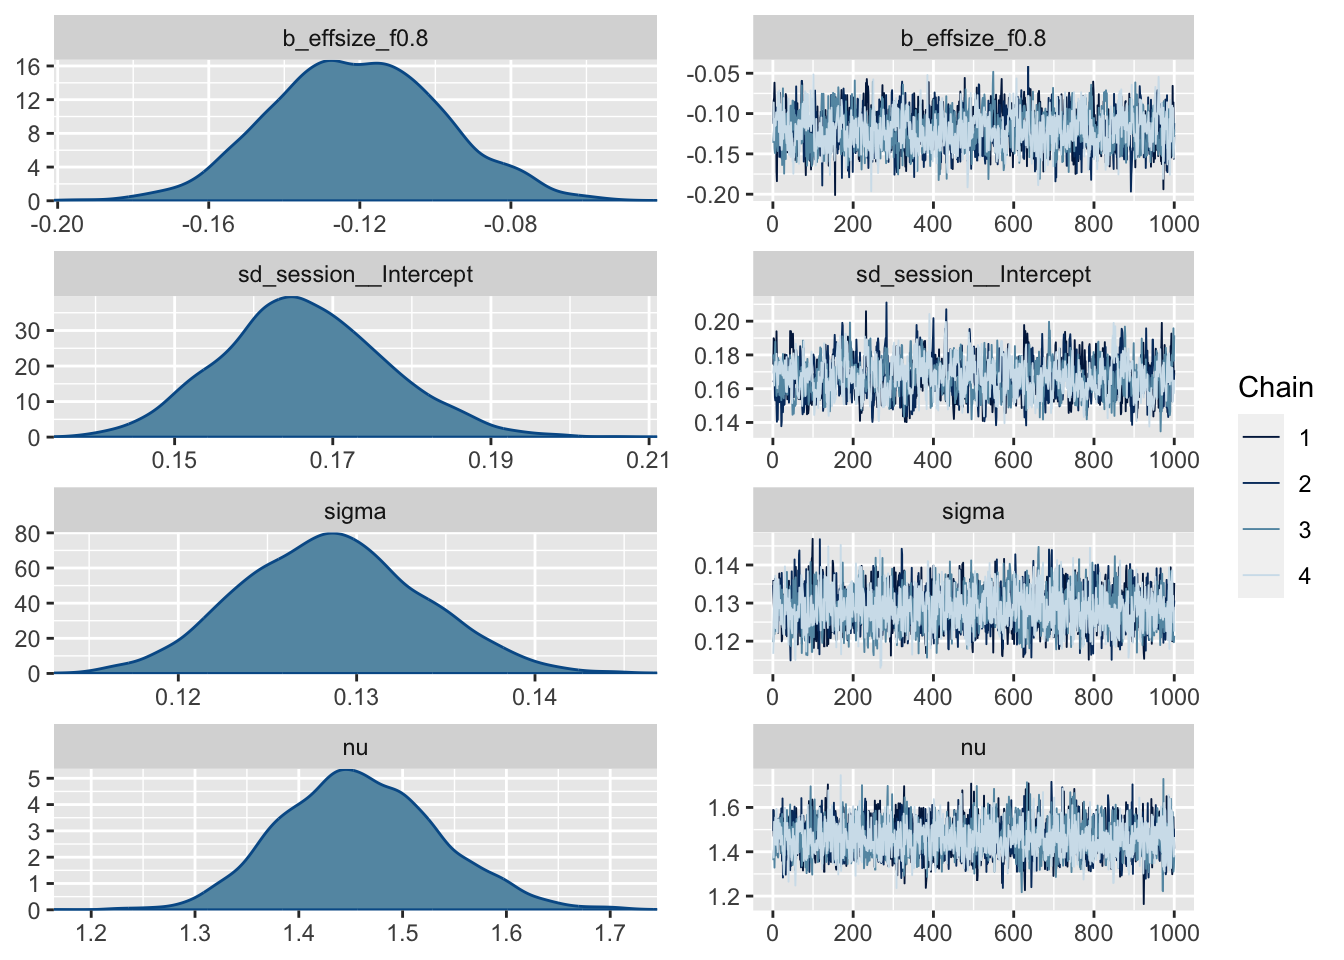 b_effsize_f0.8
16
12
8
4
0
-0.20 -0.16 -0.12 -0.08
b_effsize_f0.8
-0.05
-0.10
-0.15
-0.20
0 200 400 600 800 1000
sd_session__Intercept
30
20
10
0
0.15 0.17 0.19 0.21
sd_session__Intercept
0.20
0.18
0.16
0.14
0 200 400 600 800 1000
sigma
80
60
40
20
0
0.12 0.13 0.14
sigma
0.14
0.13
0.12
0 200 400 600 800 1000
nu
5
4
3
2
1
0
1.2 1.3 1.4 1.5 1.6 1.7
nu
1.6
1.4
1.2
0 200 400 600 800 1000
Chain
1
2
3
4